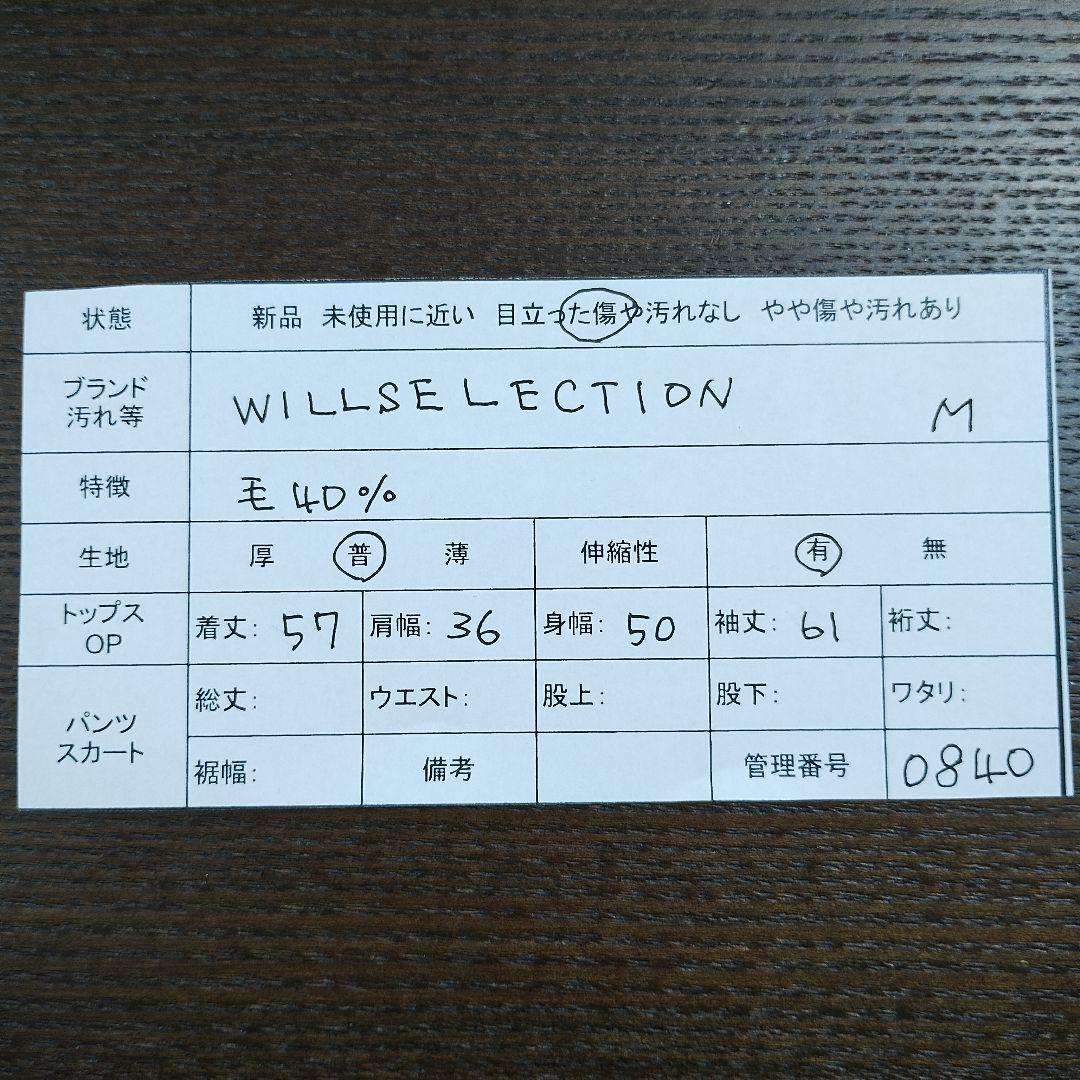 状態 新品 未使用に近い 目立った傷や汚れなし やや傷や汚れあり
ブランド
汚れ等
WILLSELECTION M
特徴 毛40%
生地 厚 普 薄 伸縮性 有 無
トップス
OP
着丈: 57 肩幅: 36 身幅: 50 袖丈: 61 裄丈:
パンツ
スカート
総丈: ウエスト: 股上: 股下: ワタリ:
裾幅: 備考 管理番号 0840